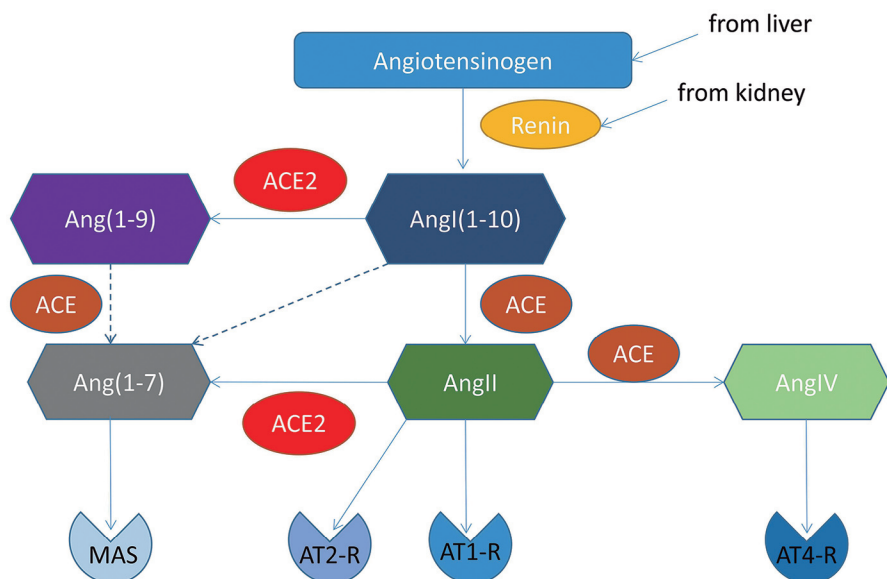 from liver
Angiotensinogen
from kidney
Renin
ACE2
Ang(1-9)
AngI(1-10)
ACE
ACE
ACE
Ang(1-7)
AngII
AngIV
ACE2
MAS
AT2-R
AT1-R
AT4-R